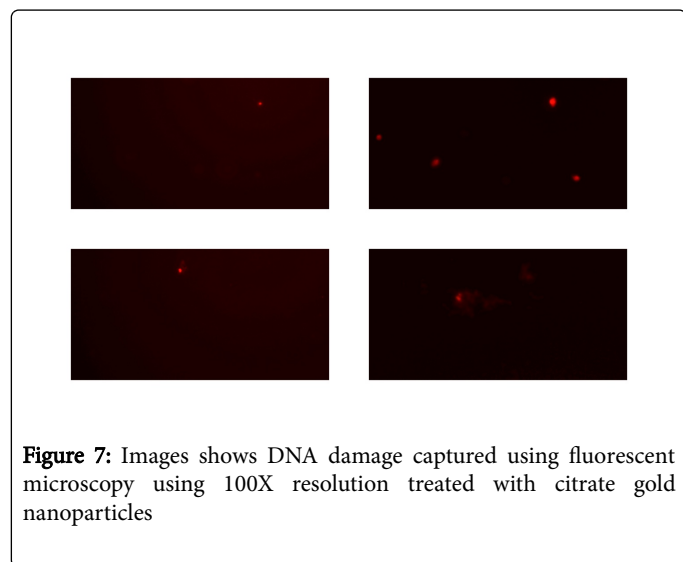 Figure 7: Images shows DNA damage captured using fluorescent
microscopy using 100X resolution treated with citrate gold
nanoparticles